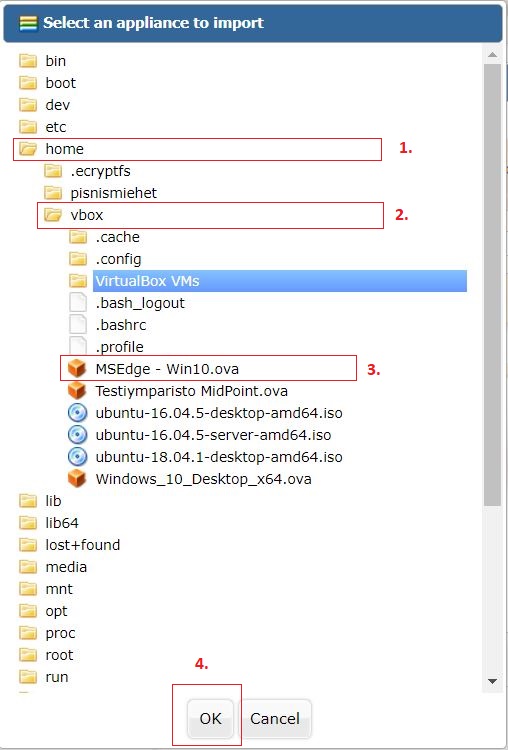 Select an appliance to import
bin
boot
dev
etc
home 1.
.ecryptfs
pisnismiehet
vbox 2.
.cache
.config
VirtualBox VMs
.bash_logout
.bashrc
.profile
MSEdge - Win10.ova 3.
Testiymparisto MidPoint.ova
ubuntu-16.04.5-desktop-amd64.iso
ubuntu-16.04.5-server-amd64.iso
ubuntu-18.04.1-desktop-amd64.iso
Windows_10_Desktop_x64.ova
lib
lib64
lost+found
media
mnt
opt
proc
root
run
4.
OK Cancel